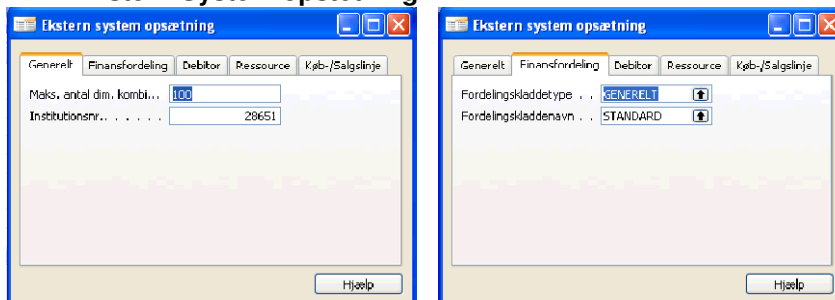 Ekstern system opsætning
Generelt Finansfordeling Debitor Ressource Køb-/Salgslinje
Maks. antal dim. kombi... 100
Institutionsnr.. . . . . . 28651
Hjælp
Ekstern system opsætning
Generelt Finansfordeling Debitor Ressource Køb-/Salgslinje
Fordelingskladdetype . . GENERELT
Fordelingskladdenavn . . STANDARD
Hjælp